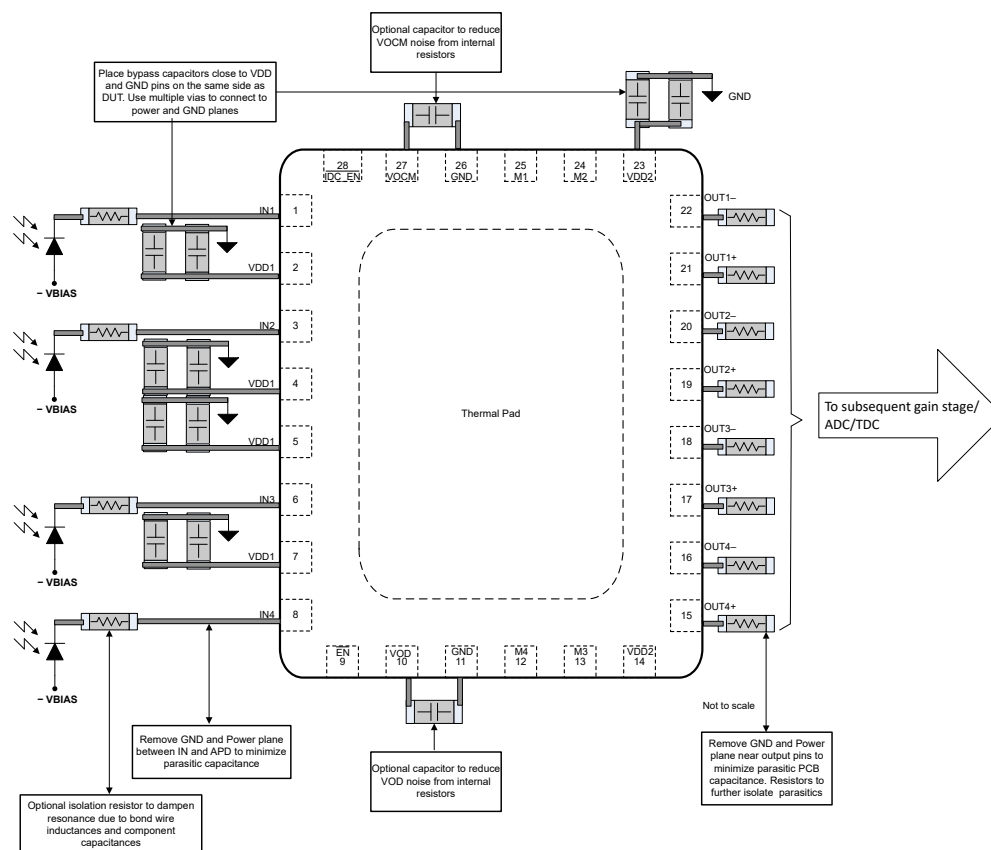 Optional capacitor to reduce
VOCM noise from internal
resistors
Place bypass capacitors close to VDD
and GND pins on the same side as
DUT. Use multiple vias to connect to
power and GND planes
GND
28
IDC_EN
27
VOCM
26
GND
25
M1
24
M2
23
VDD2
IN1
1
VDD1
2
– VBIAS
IN2
3
VDD1
4
– VBIAS
VDD1
5
IN3
6
VDD1
7
– VBIAS
IN4
8
– VBIAS
Thermal Pad
22
OUT1–
21
OUT1+
20
OUT2–
19
OUT2+
18
OUT3–
17
OUT3+
16
OUT4–
15
OUT4+
To subsequent gain stage/
ADC/TDC
EN
9
VOD
10
GND
11
M4
12
M3
13
VDD2
14
Not to scale
Remove GND and Power plane
between IN and APD to minimize
parasitic capacitance
Optional capacitor to reduce
VOD noise from internal
resistors
Remove GND and Power
plane near output pins to
minimize parasitic PCB
capacitance. Resistors to
further isolate parasitics
Optional isolation resistor to dampen
resonance due to bond wire
inductances and component
capacitances